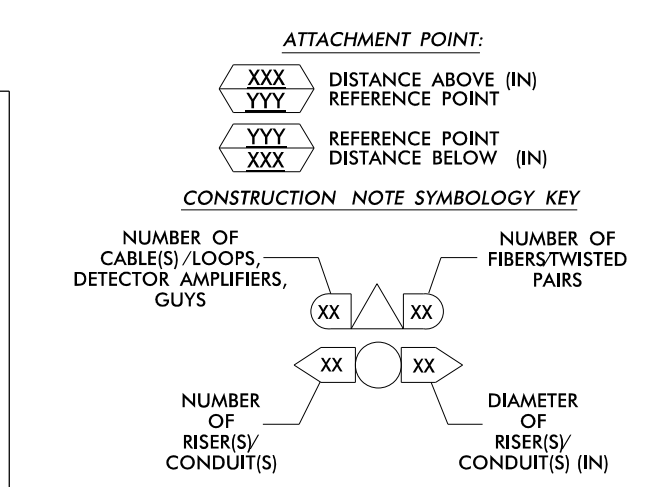 ATTACHMENT POINT:
XXX
YYY
DISTANCE ABOVE (IN)
REFERENCE POINT
YYY
XXX
REFERENCE POINT
DISTANCE BELOW (IN)
CONSTRUCTION NOTE SYMBOLOGY KEY
NUMBER OF
CABLE(S)/LOOPS,
DETECTOR AMPLIFIERS,
GUYS
NUMBER OF
FIBERS/TWISTED
PAIRS
XX
XX
XX
XX
NUMBER
OF
RISER(S)/
CONDUIT(S)
DIAMETER
OF
RISER(S)/
CONDUIT(S) (IN)